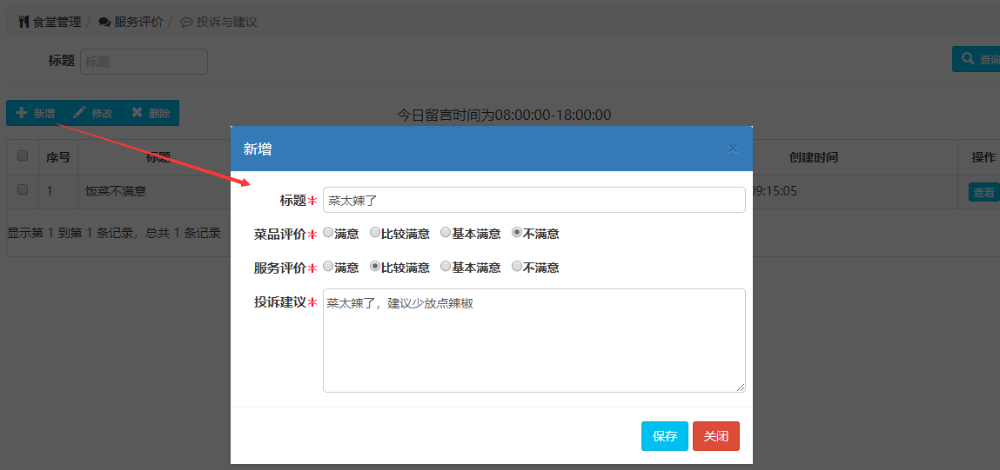 食堂管理 / 服务评价 / 投诉与建议
标题 标题 查询
新增 修改 删除 今日留言时间为08:00:00-18:00:00
序号 标题 创建时间 操作
1 饭菜不满意 09:15:05 查看
显示第 1 到第 1 条记录，总共 1 条记录
新增 ×
标题* 菜太辣了
菜品评价* 满意 比较满意 基本满意 不满意
服务评价* 满意 比较满意 基本满意 不满意
投诉建议* 菜太辣了，建议少放点辣椒
保存 关闭